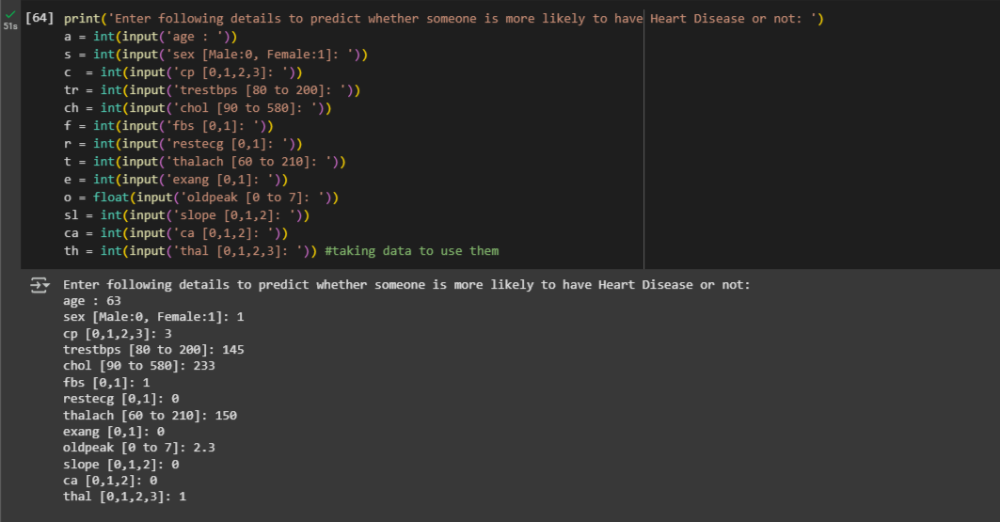 [64] print('Enter following details to predict whether someone is more likely to have Heart Disease or not: ')
51s
a = int(input('age : '))
s = int(input('sex [Male:0, Female:1]: '))
c  = int(input('cp [0,1,2,3]: '))
tr = int(input('trestbps [80 to 200]: '))
ch = int(input('chol [90 to 580]: '))
f = int(input('fbs [0,1]: '))
r = int(input('restecg [0,1]: '))
t = int(input('thalach [60 to 210]: '))
e = int(input('exang [0,1]: '))
o = float(input('oldpeak [0 to 7]: '))
sl = int(input('slope [0,1,2]: '))
ca = int(input('ca [0,1,2]: '))
th = int(input('thal [0,1,2,3]: ')) #taking data to use them
Enter following details to predict whether someone is more likely to have Heart Disease or not:
age : 63
sex [Male:0, Female:1]: 1
cp [0,1,2,3]: 3
trestbps [80 to 200]: 145
chol [90 to 580]: 233
fbs [0,1]: 1
restecg [0,1]: 0
thalach [60 to 210]: 150
exang [0,1]: 0
oldpeak [0 to 7]: 2.3
slope [0,1,2]: 0
ca [0,1,2]: 0
thal [0,1,2,3]: 1